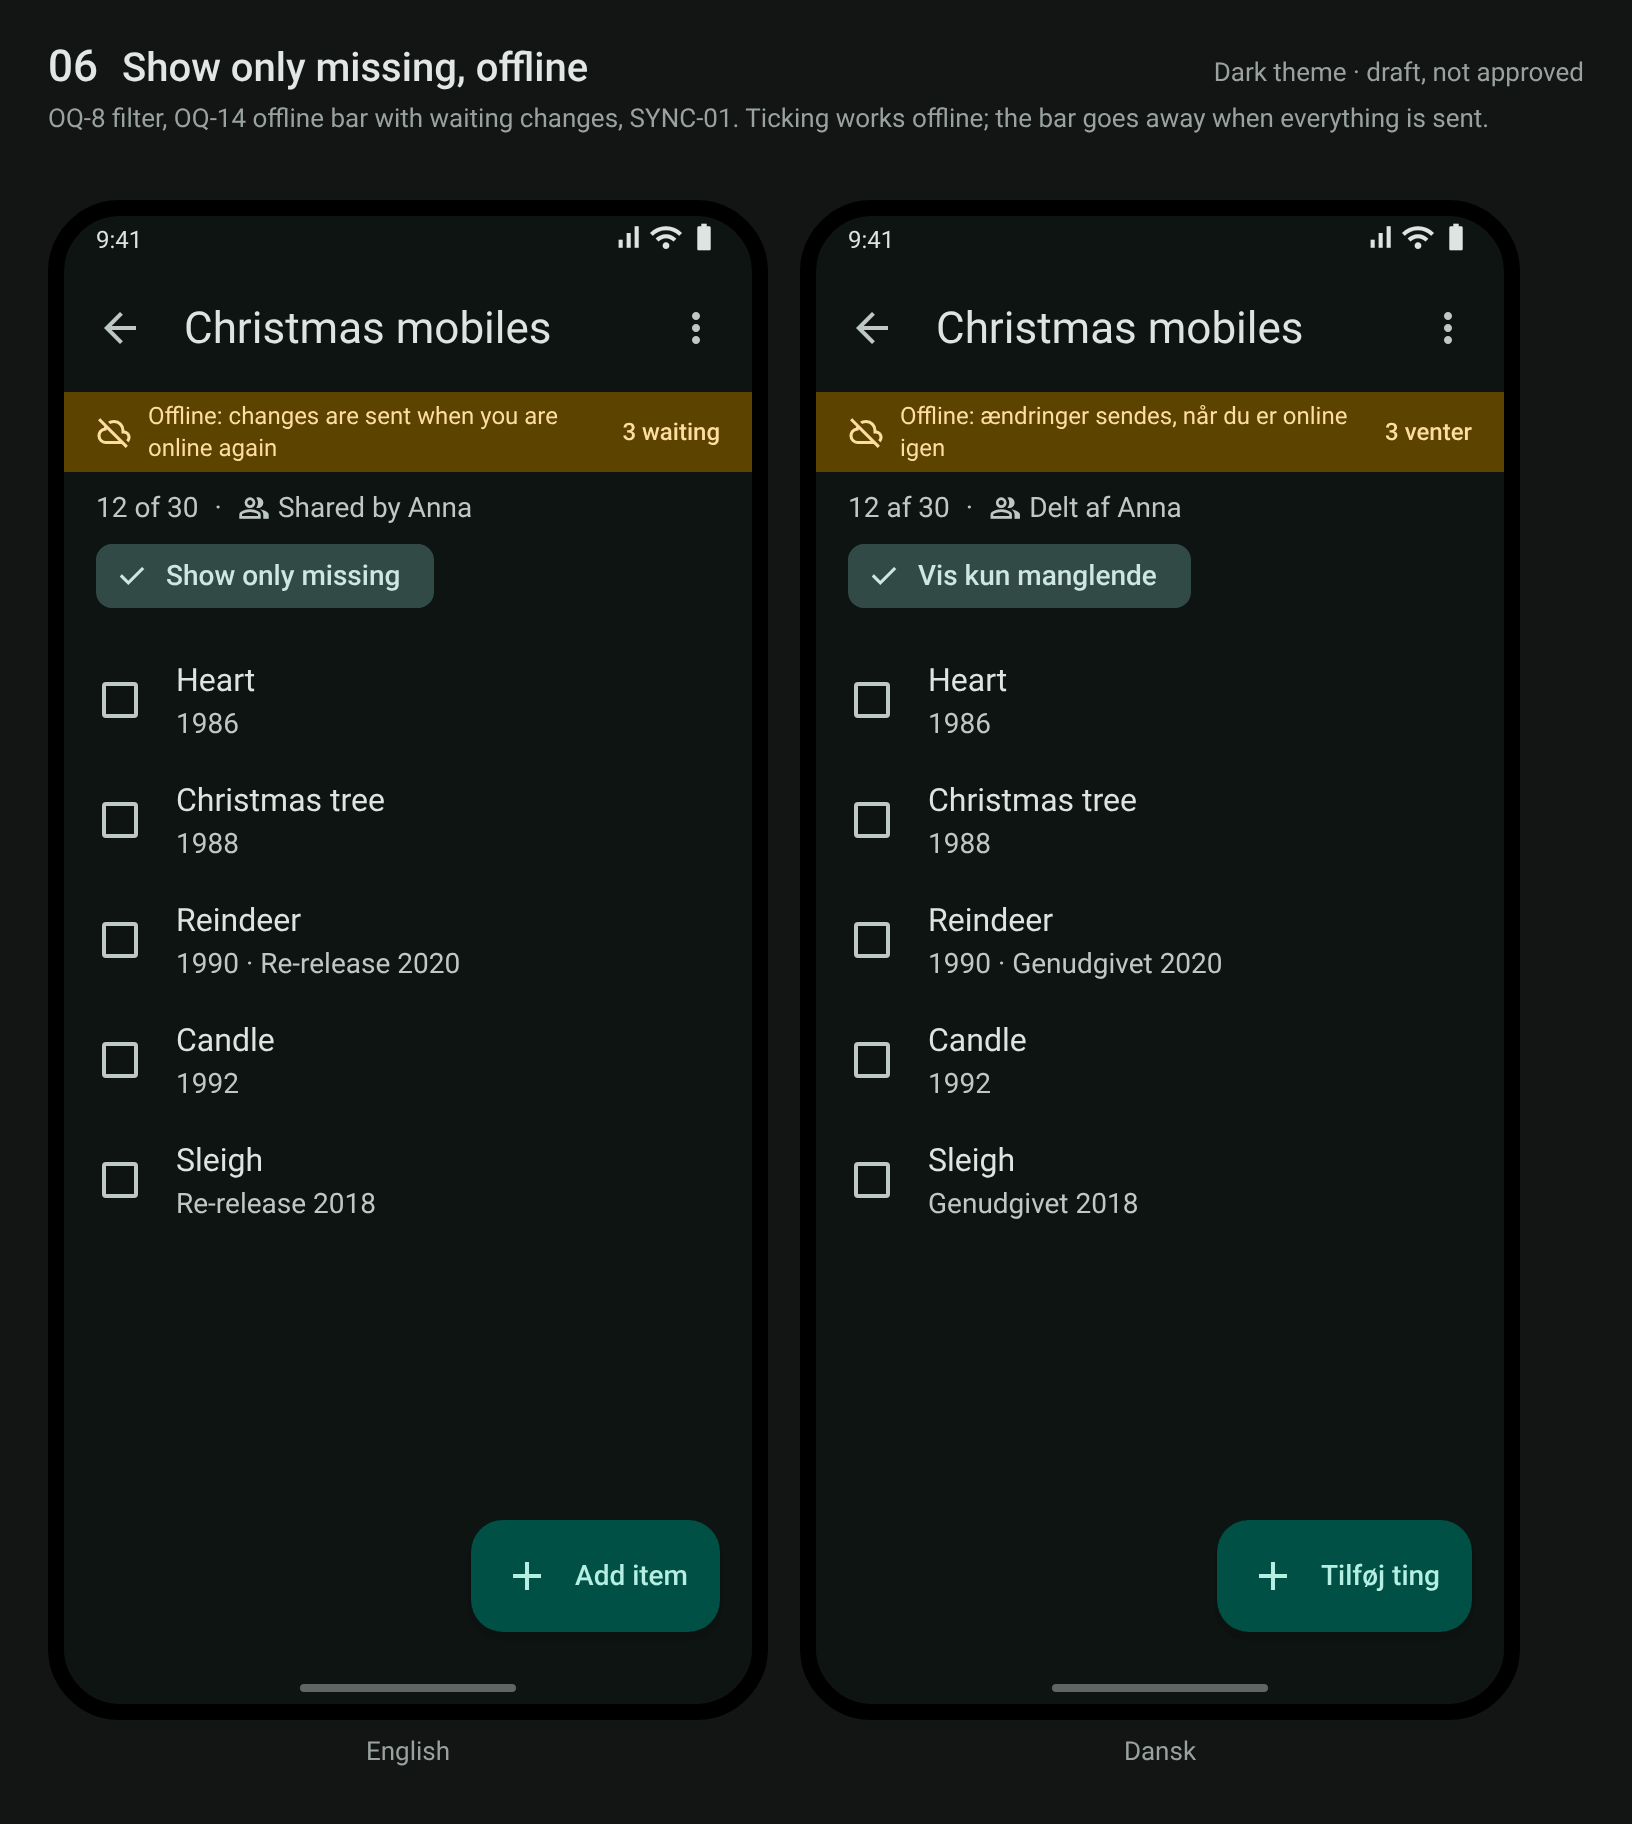 06 Show only missing, offline
Dark theme · draft, not approved
OQ-8 filter, OQ-14 offline bar with waiting changes, SYNC-01. Ticking works offline; the bar goes away when everything is sent.
9:41
Christmas mobiles
Offline: changes are sent when you are
online again
3 waiting
12 of 30 · Shared by Anna
Show only missing
Heart
1986
Christmas tree
1988
Reindeer
1990 · Re-release 2020
Candle
1992
Sleigh
Re-release 2018
Add item
English
9:41
Christmas mobiles
Offline: ændringer sendes, når du er online
igen
3 venter
12 af 30 · Delt af Anna
Vis kun manglende
Heart
1986
Christmas tree
1988
Reindeer
1990 · Genudgivet 2020
Candle
1992
Sleigh
Genudgivet 2018
Tilføj ting
Dansk